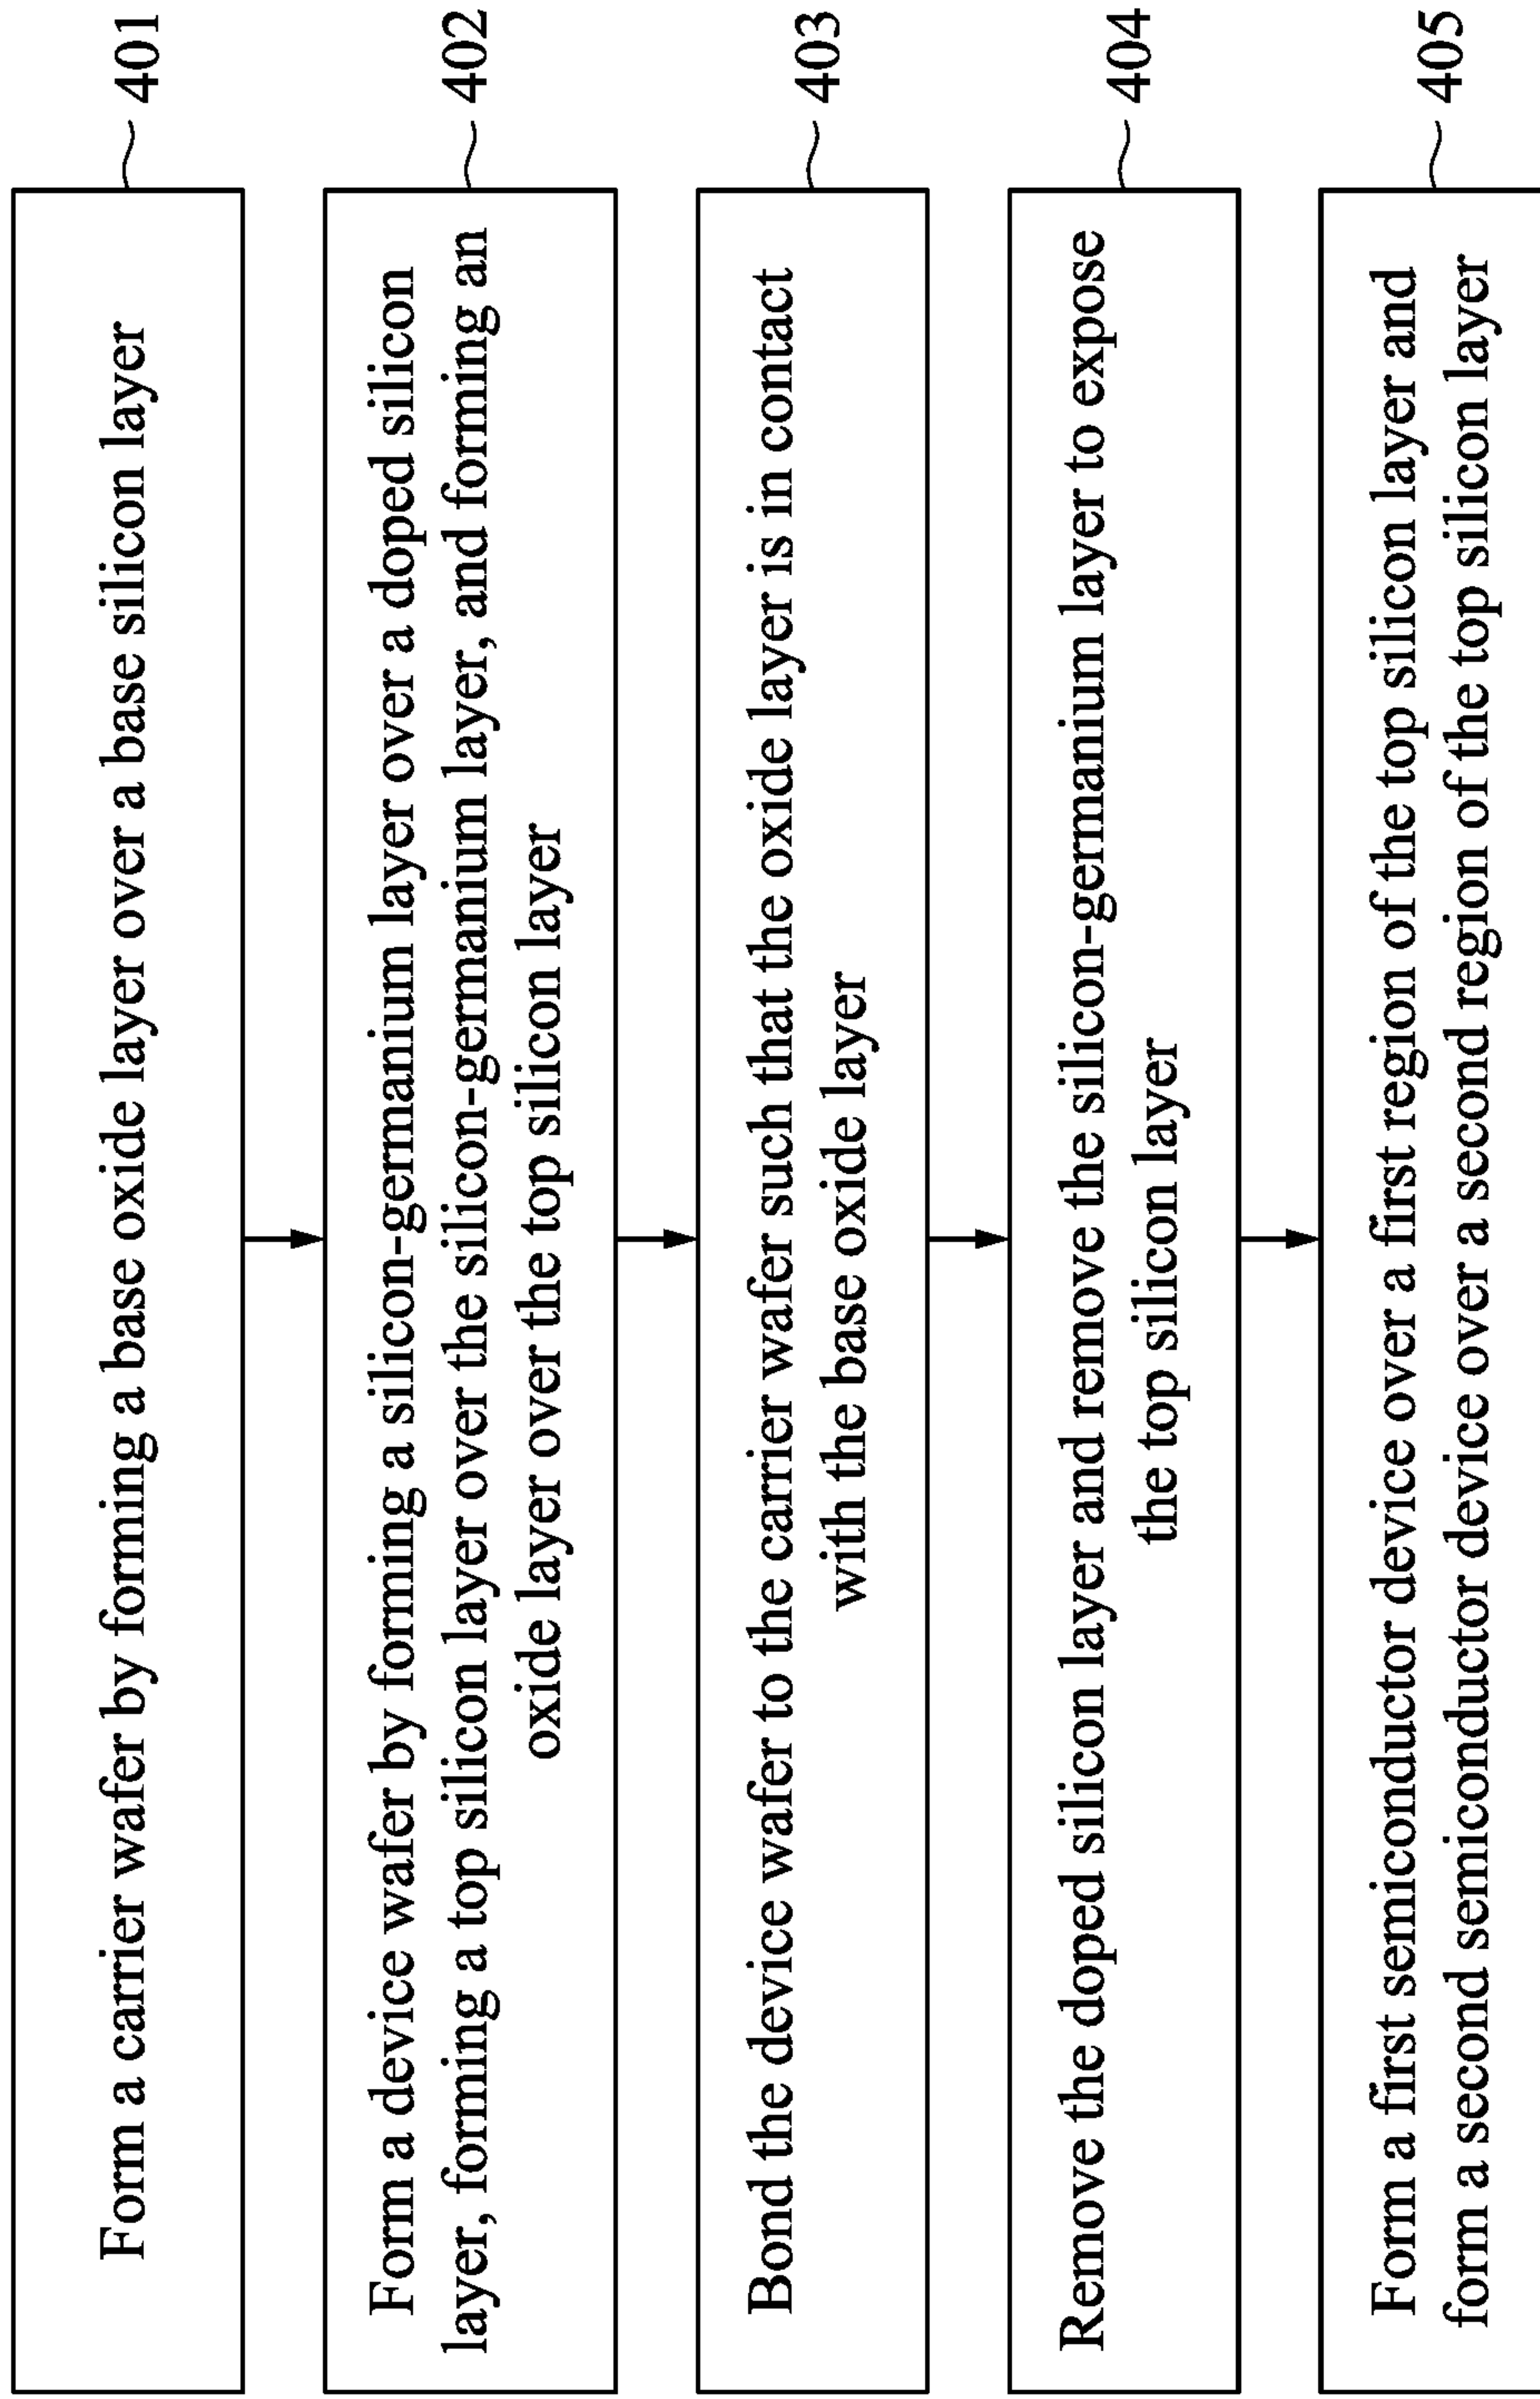 Form a carrier wafer by forming a base oxide layer over a base silicon layer
401
Form a device wafer by forming a silicon-germanium layer over a doped silicon
layer, forming a top silicon layer over the silicon-germanium layer, and forming an
oxide layer over the top silicon layer
402
Bond the device wafer to the carrier wafer such that the oxide layer is in contact
with the base oxide layer
403
Remove the doped silicon layer and remove the silicon-germanium layer to expose
the top silicon layer
404
Form a first semiconductor device over a first region of the top silicon layer and
form a second semiconductor device over a second region of the top silicon layer
405